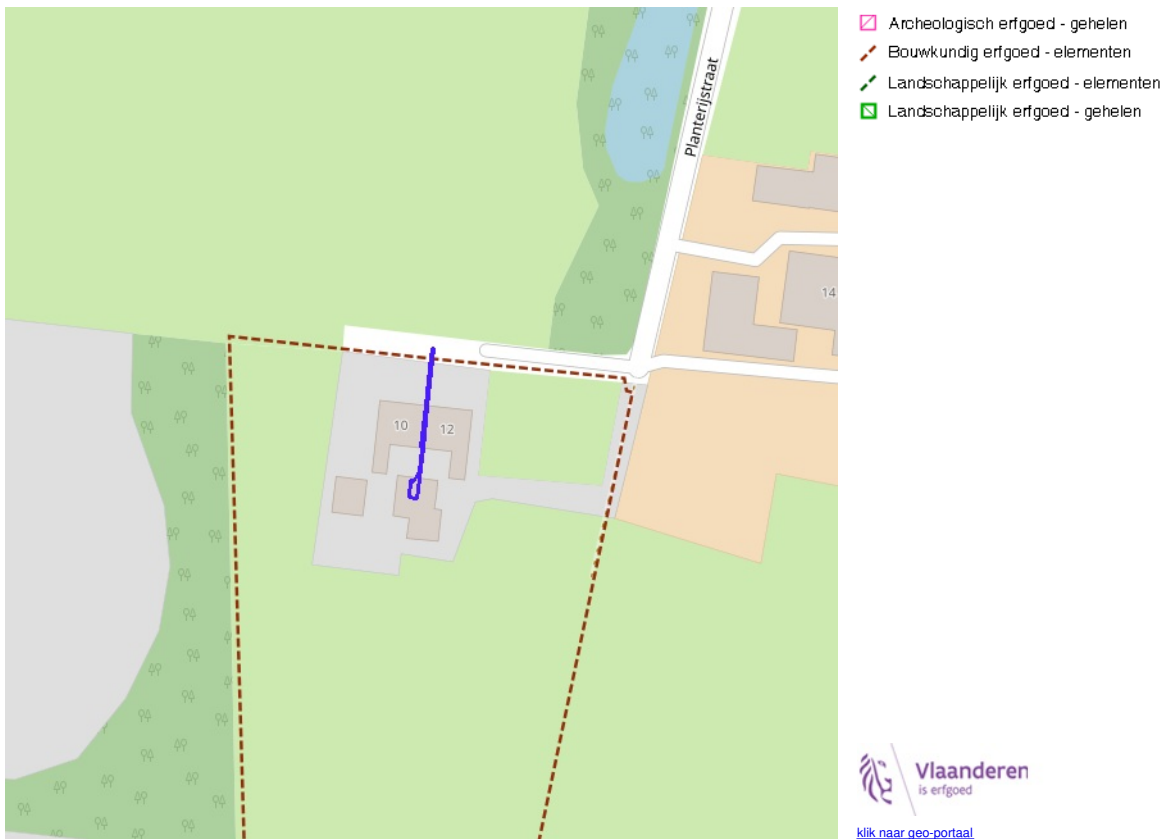 Archeologisch erfgoed - gehelen
Bouwkundig erfgoed - elementen
Landschappelijk erfgoed - elementen
Landschappelijk erfgoed - gehelen
Planterijstraat
14
10
12
Vlaanderen
is erfgoed
klik naar geo-portaal